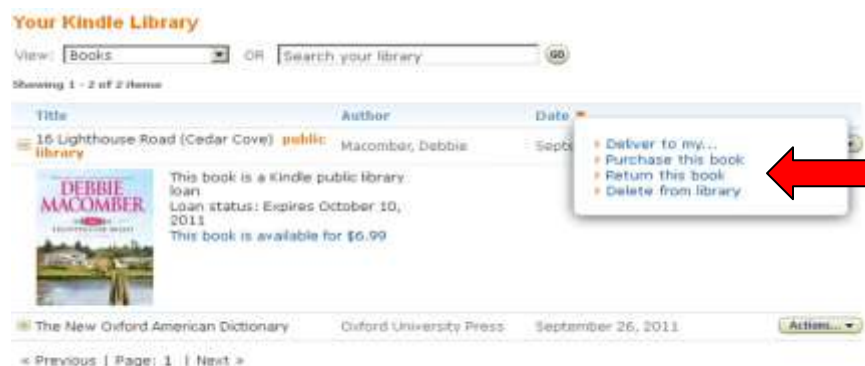 Your Kindle Library
View: Books OR Search your library GO
Showing 1 - 2 of 2 items
Title Author Date
16 Lighthouse Road (Cedar Cove) public library Macomber, Debbie Sept
Deliver to my...
Purchase this book
Return this book
Delete from library
DEBBIE
MACOMBER
This book is a Kindle public library
loan
Loan status: Expires October 10,
2011
This book is available for $6.99
The New Oxford American Dictionary Oxford University Press September 26, 2011 Actions...
« Previous | Page: 1 | Next »